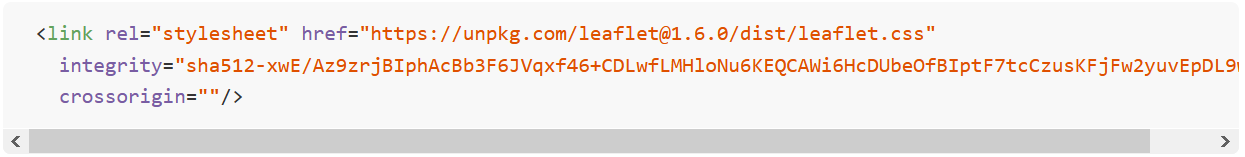 <link rel="stylesheet" href="https://unpkg.com/leaflet@1.6.0/dist/leaflet.css"
integrity="sha512-xwE/Az9zrjBIphAcBb3F6JVqxf46+CDLwfLMHloNu6KEQCAWi6HcDUbeOfBIptF7tcCzusKFjFw2yuvEpDL9w
crossorigin=""/>